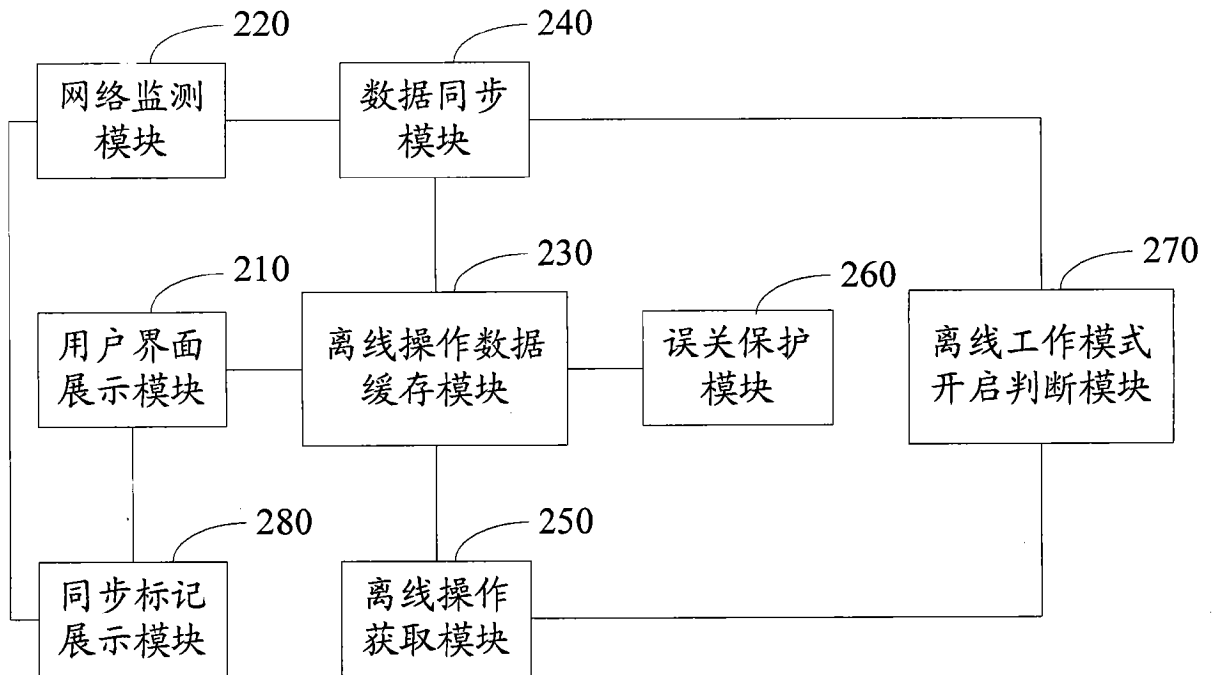 220
网络监测
模块
240
数据同步
模块
210
用户界面
展示模块
230
离线操作数据
缓存模块
260
误关保护
模块
270
离线工作模式
开启判断模块
280
同步标记
展示模块
250
离线操作
获取模块